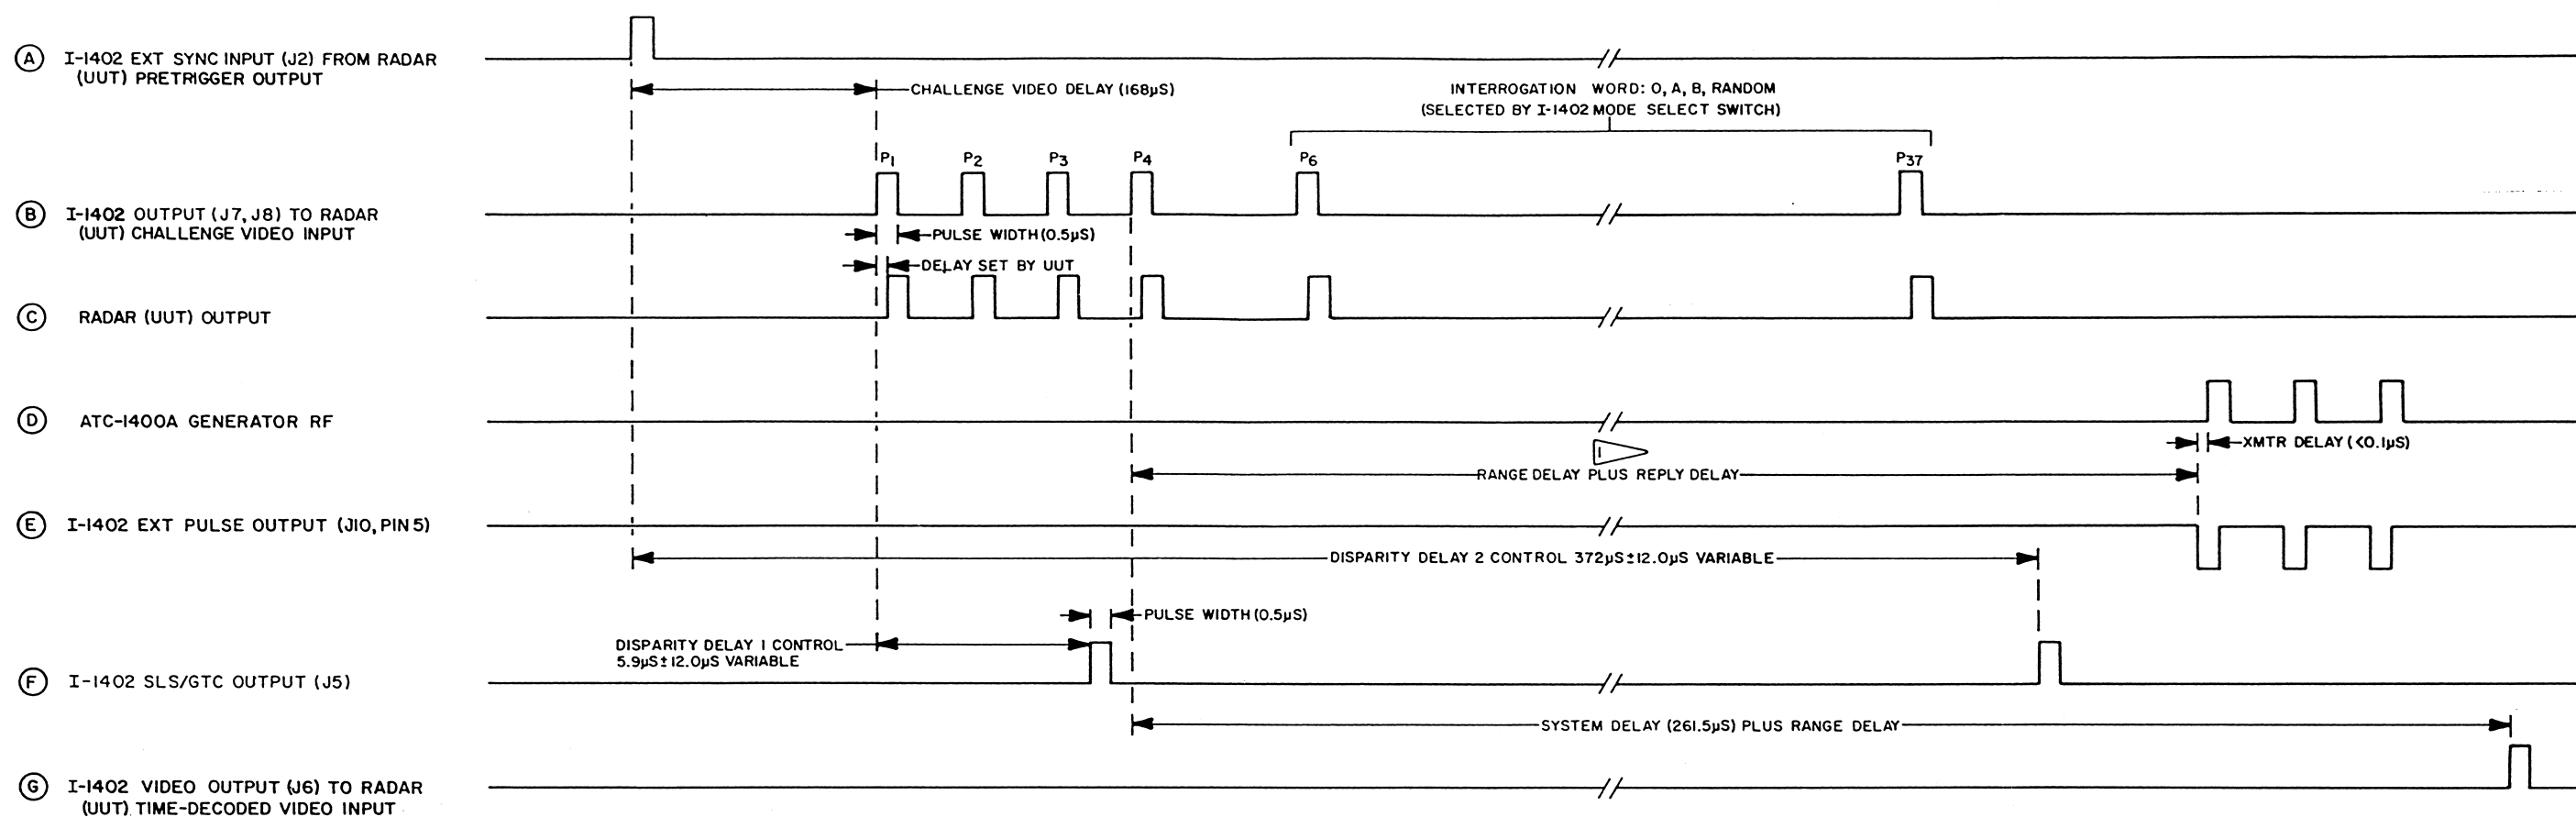 A I-1402 EXT SYNC INPUT (J2) FROM RADAR
(UUT) PRETRIGGER OUTPUT
CHALLENGE VIDEO DELAY (168µS)
INTERROGATION WORD: O, A, B, RANDOM
(SELECTED BY I-1402 MODE SELECT SWITCH)
P1 P2 P3 P4 P6 P37
B I-1402 OUTPUT (J7, J8) TO RADAR
(UUT) CHALLENGE VIDEO INPUT
PULSE WIDTH (0.5µS)
DELAY SET BY UUT
C RADAR (UUT) OUTPUT
D ATC-1400A GENERATOR RF
XMTR DELAY (<0.1µS)
1
RANGE DELAY PLUS REPLY DELAY
E I-1402 EXT PULSE OUTPUT (J10, PIN 5)
DISPARITY DELAY 2 CONTROL 372µS±12.0µS VARIABLE
PULSE WIDTH (0.5µS)
DISPARITY DELAY 1 CONTROL
5.9µS±12.0µS VARIABLE
F I-1402 SLS/GTC OUTPUT (J5)
SYSTEM DELAY (261.5µS) PLUS RANGE DELAY
G I-1402 VIDEO OUTPUT (J6) TO RADAR
(UUT) TIME-DECODED VIDEO INPUT